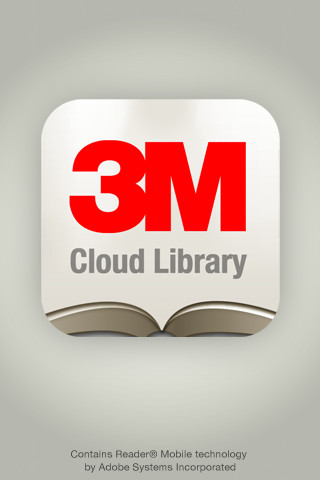 3M
Cloud Library
Contains Reader® Mobile technology
by Adobe Systems Incorporated